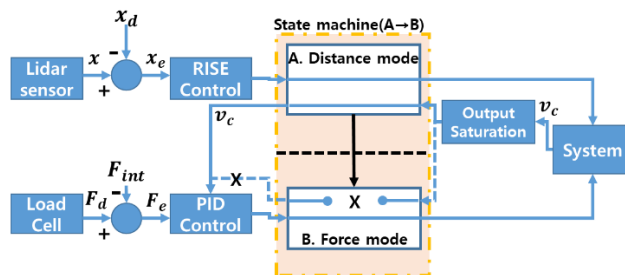 State machine(A→B)
x_d
-
x
x_e
+
Lidar
sensor
RISE
Control
A. Distance mode
v_c
Output
Saturation
v_c
System
F_int
-
X
X
Load
Cell
F_d
+
F_e
PID
Control
B. Force mode